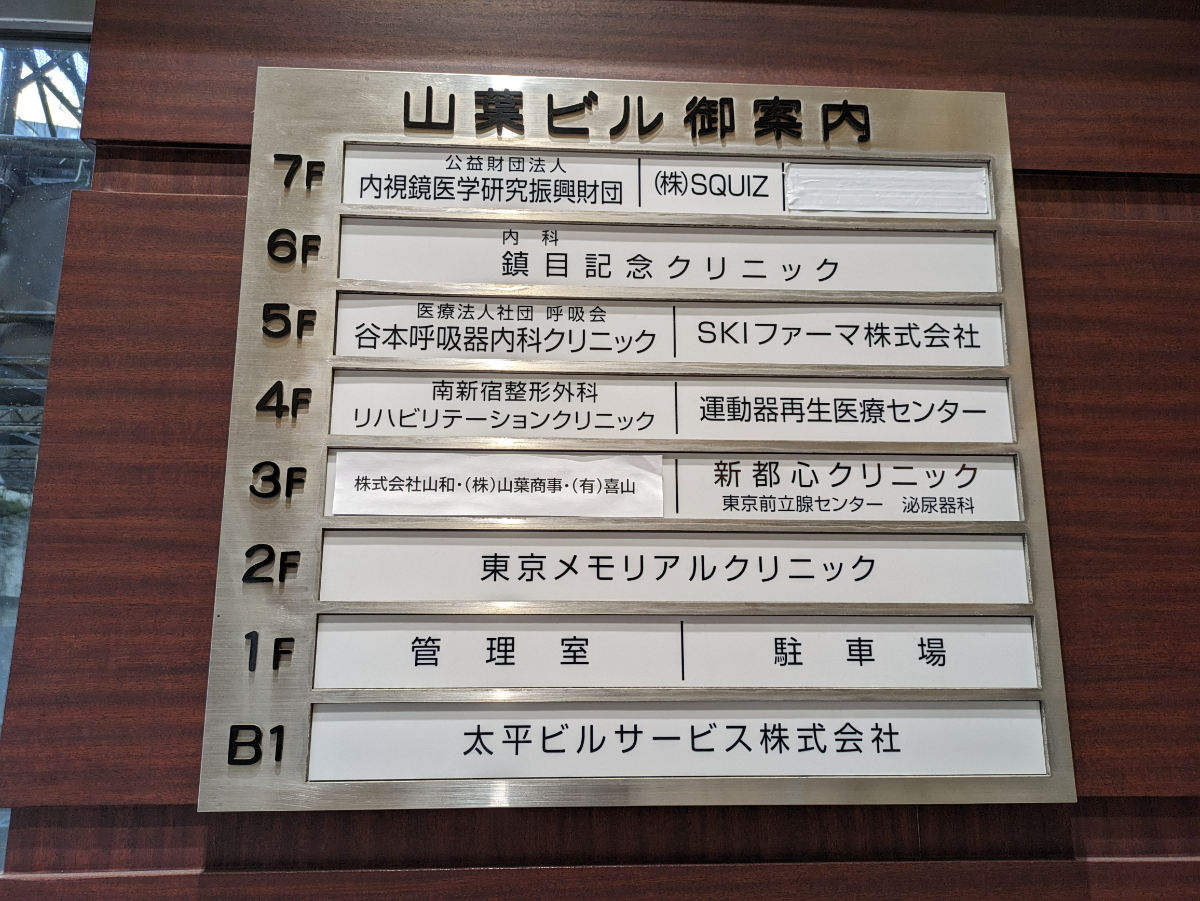 山葉ビル御案内
7F
公益財団法人
内視鏡医学研究振興財団
(株)SQUIZ
6F
内科
鎮目記念クリニック
5F
医療法人社団 呼吸会
谷本呼吸器内科クリニック
SKIファーマ株式会社
4F
南新宿整形外科
リハビリテーションクリニック
運動器再生医療センター
3F
株式会社山和・(株)山葉商事・(有)喜山
新都心クリニック
東京前立腺センター 泌尿器科
2F
東京メモリアルクリニック
1F
管理室
駐車場
B1
太平ビルサービス株式会社